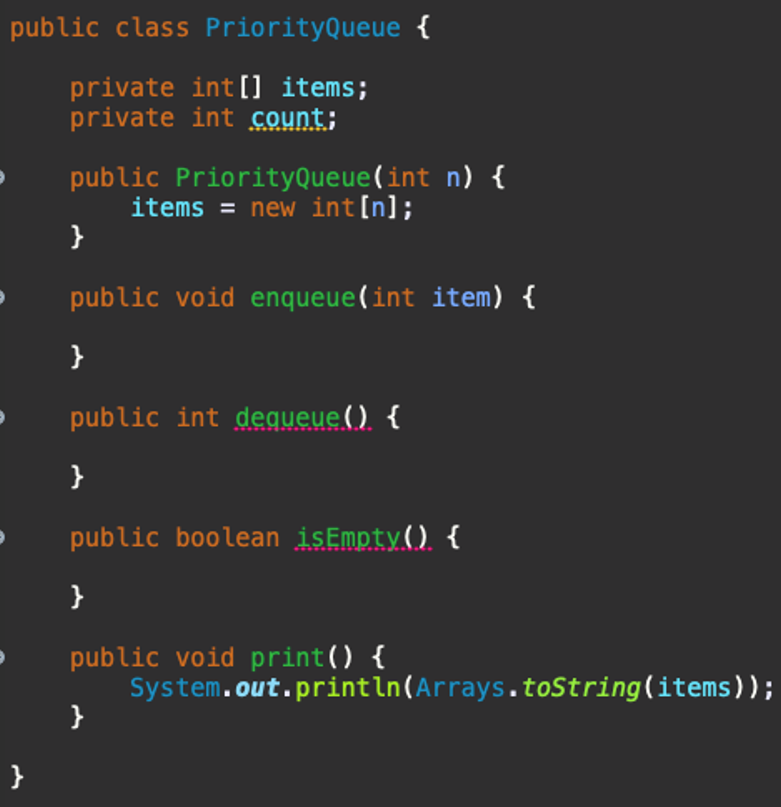 public class PriorityQueue {
private int[] items;
private int count;
public PriorityQueue(int n) {
items = new int[n];
}
public void enqueue(int item) {
}
public int dequeue() {
}
public boolean isEmpty() {
}
public void print() {
System.out.println(Arrays.toString(items));
}
}